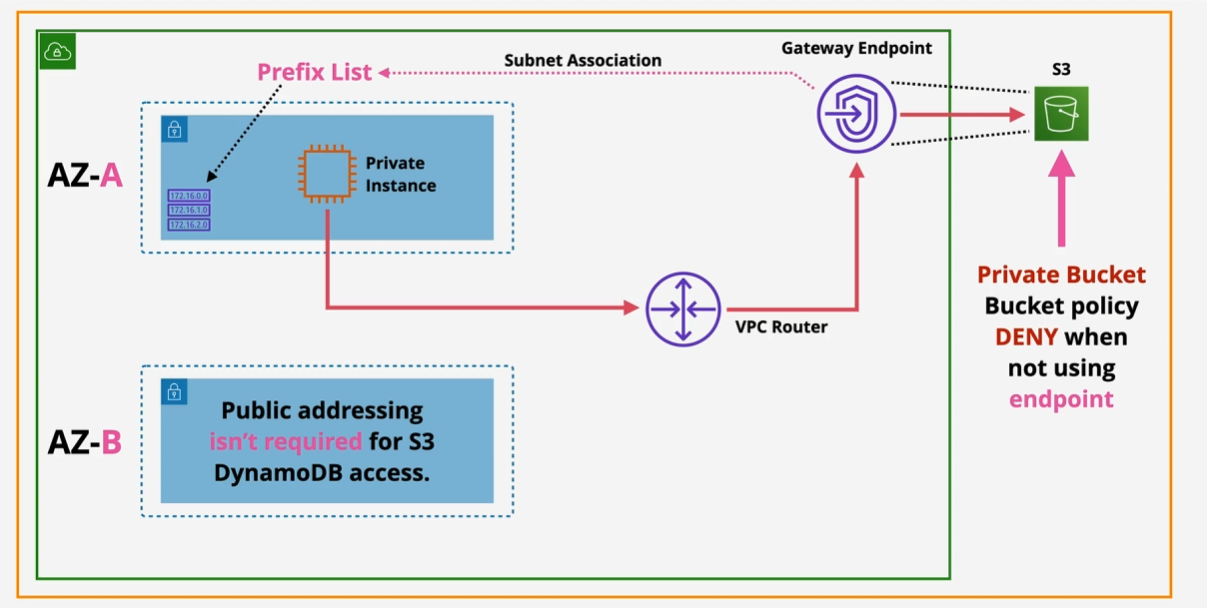 Gateway Endpoint
Subnet Association
Prefix List
S3
AZ-A
Private
Instance
172.16.0.0
172.16.1.0
172.16.2.0
VPC Router
Private Bucket
Bucket policy
DENY when
not using
endpoint
AZ-B
Public addressing
isn't required for S3
DynamoDB access.